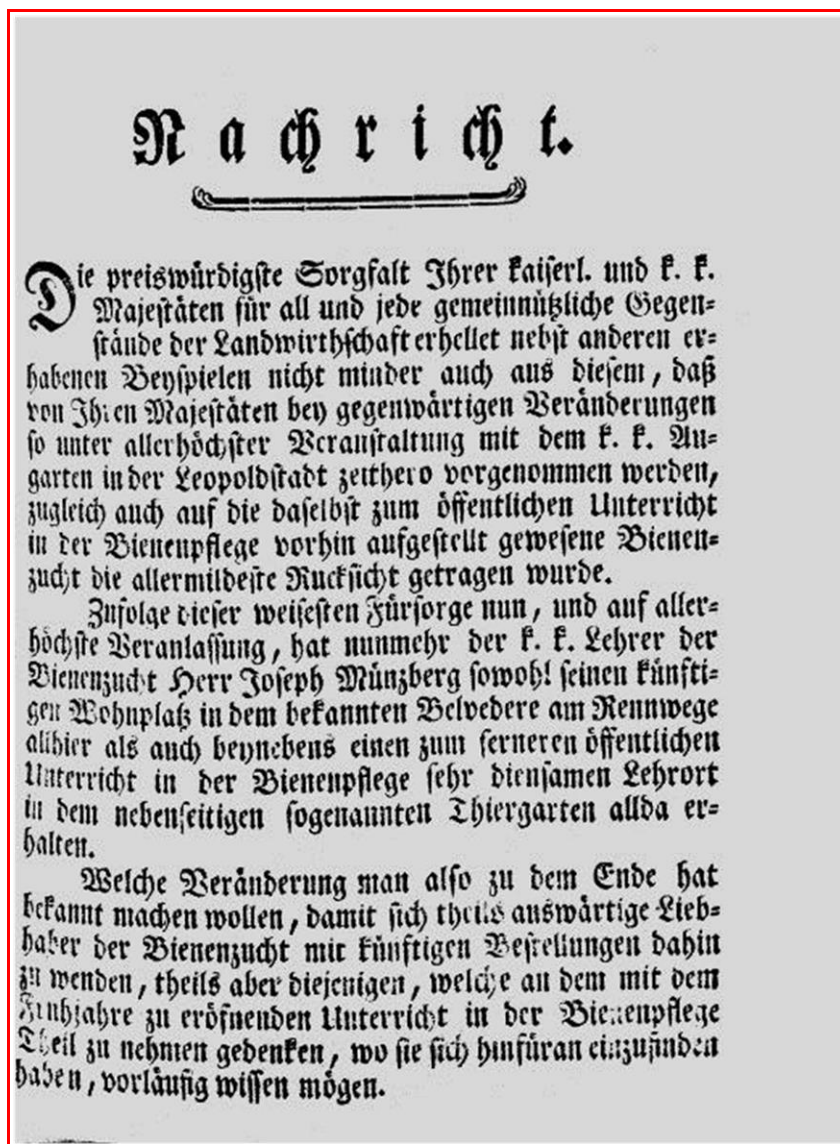 Nachricht.
Die preiswürdigste Sorgfalt Ihrer kaiserl. und k. k.
Majestäten für all und jede gemeinnützliche Gegen=
stände der Landwirthschaft erhellet nebst anderen er=
habenen Beyspielen nicht minder auch aus diesem, daß
von Ihren Majestäten bey gegenwärtigen Veränderungen
so unter allerhöchster Veranstaltung mit dem k. k. Au=
garten in der Leopoldstadt zeithero vorgenommen werden,
zugleich auch auf die daselbst zum öffentlichen Unterricht
in der Bienenpflege vorhin aufgestellt gewesene Bienen=
zucht die allermildeste Rucksicht getragen wurde.
Zufolge dieser weisesten Fürsorge nun, und auf aller=
höchste Veranlassung, hat nunmehr der k. k. Lehrer der
Bienenzucht Herr Joseph Münzberg sowohl seinen künfti=
gen Wohnplatz in dem bekannten Belvedere am Rennwege
allhier als auch beynebens einen zum ferneren öffentlichen
Unterricht in der Bienenpflege sehr diensamen Lehrort
in dem nebenseitigen sogenannten Thiergarten allda er=
halten.
Welche Veränderung man also zu dem Ende hat
bekannt machen wollen, damit sich theils auswärtige Lieb=
haber der Bienenzucht mit künftigen Bestellungen dahin
zu wenden, theils aber diejenigen, welche an dem mit dem
Fruhjahre zu eröfnenden Unterricht in der Bienenpflege
Theil zu nehmen gedenken, wo sie sich hinfüran einzufinden
haben, vorläufig wissen mögen.